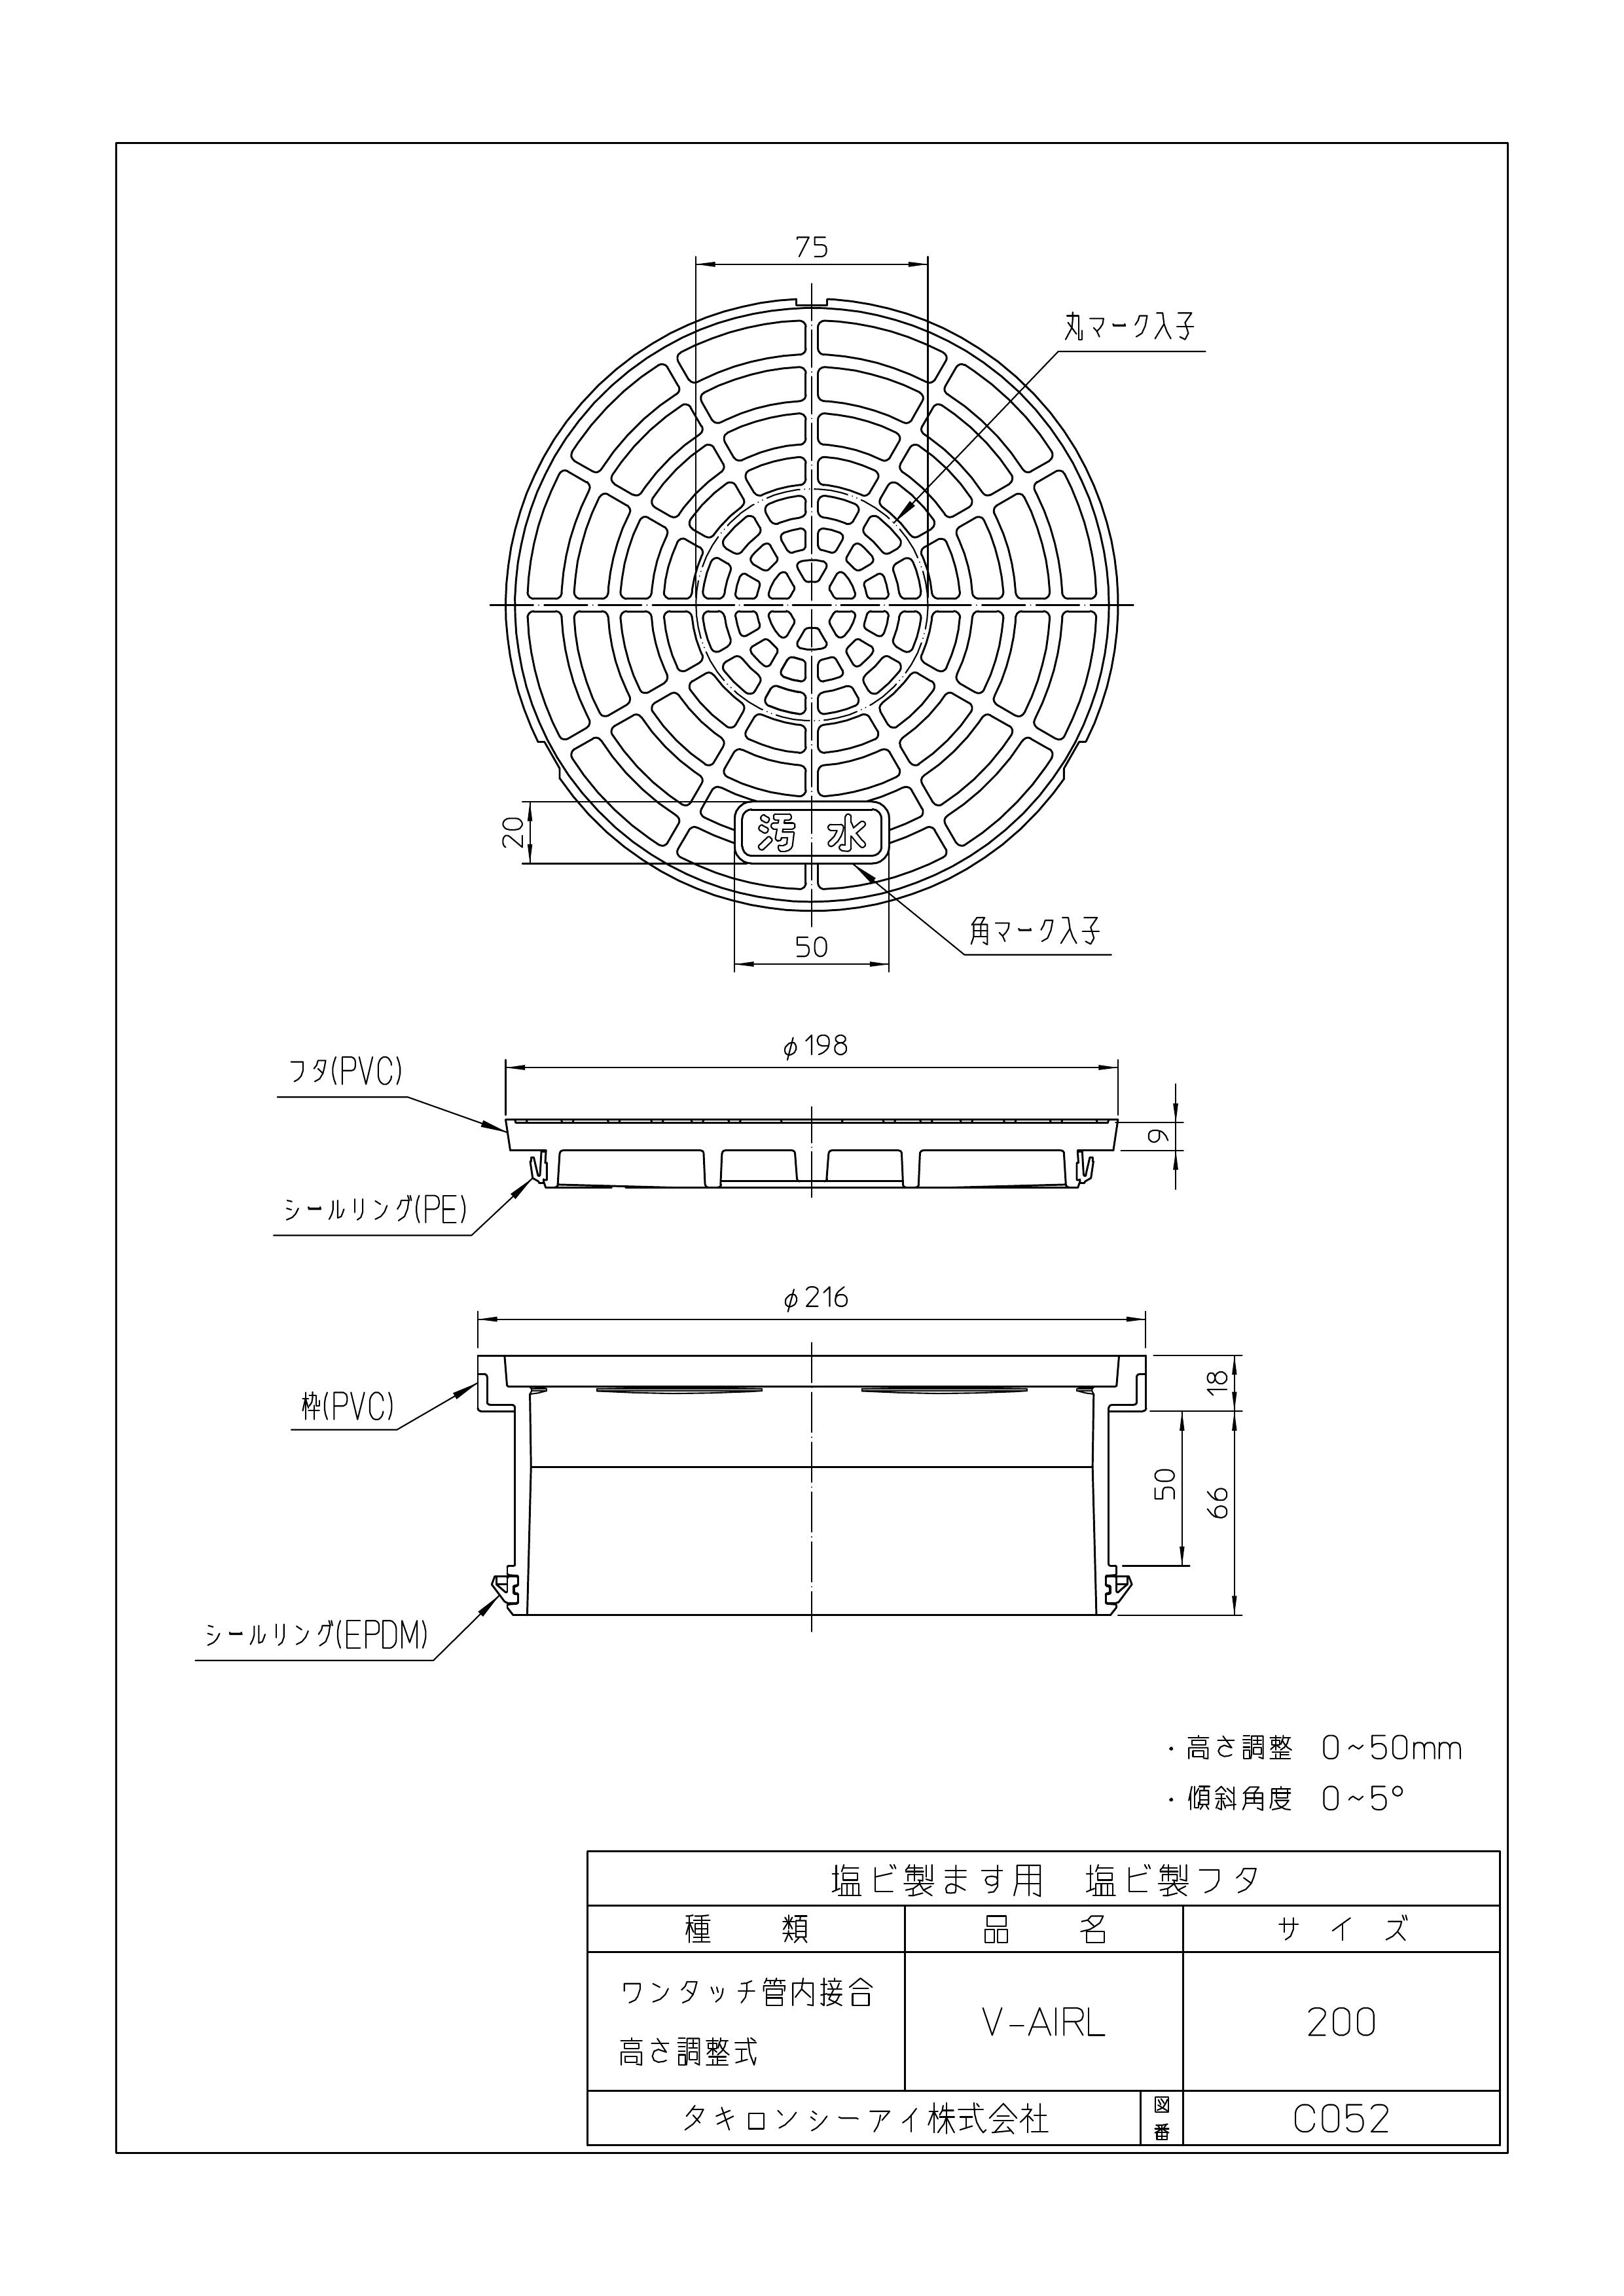 75
丸マーク入子
汚 水
20
角マーク入子
50
φ198
フタ(PVC)
9
シールリング(PE)
φ216
18
枠(PVC)
50
66
シールリング(EPDM)
・高さ調整 0～50mm
・傾斜角度 0～5°
塩ビ製ます用 塩ビ製フタ
種 類 品 名 サ イ ズ
ワンタッチ管内接合
高さ調整式
V-AIRL 200
タキロンシーアイ株式会社 図番 C052